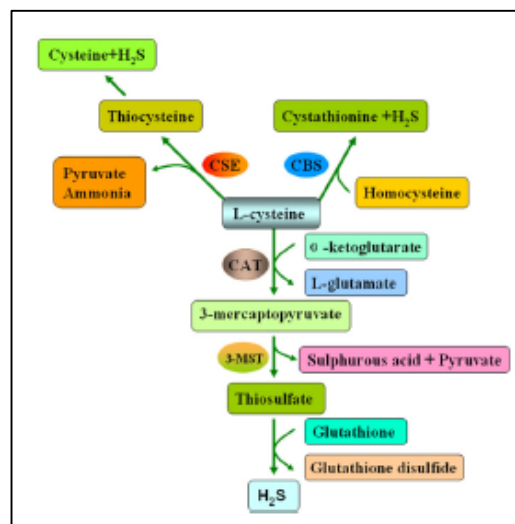 Cysteine+H₂S
Thiocysteine
Cystathionine +H₂S
CSE
CBS
Pyruvate
Ammonia
Homocysteine
L-cysteine
-ketoglutarate
CAT
L-glutamate
3-mercaptopyruvate
3-MST
Sulphurous acid + Pyruvate
Thiosulfate
Glutathione
Glutathione disulfide
H₂S